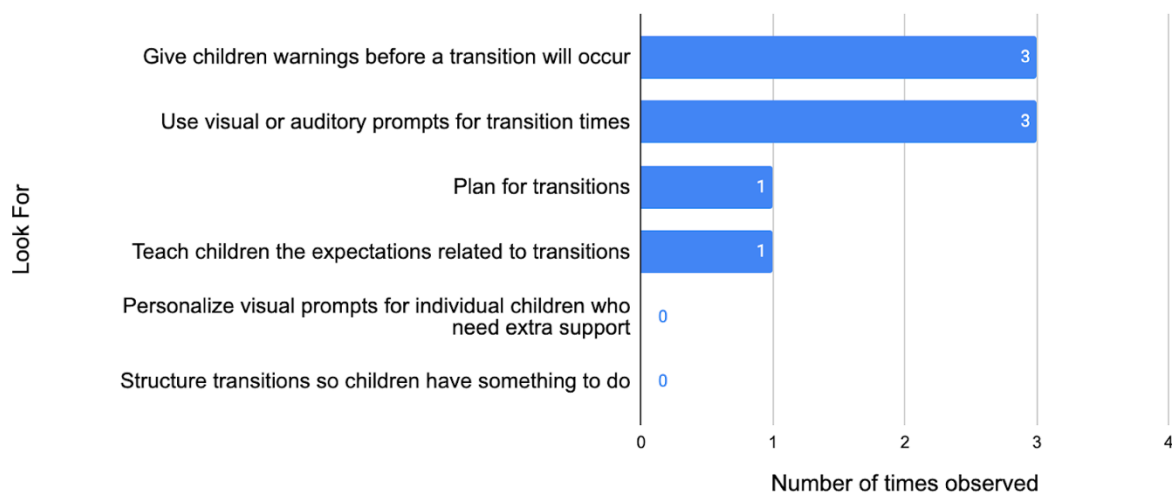 Give children warnings before a transition will occur
3
Use visual or auditory prompts for transition times
3
Plan for transitions
1
Teach children the expectations related to transitions
1
Personalize visual prompts for individual children who
need extra support
0
Structure transitions so children have something to do
0
Look For
0
1
2
3
4
Number of times observed